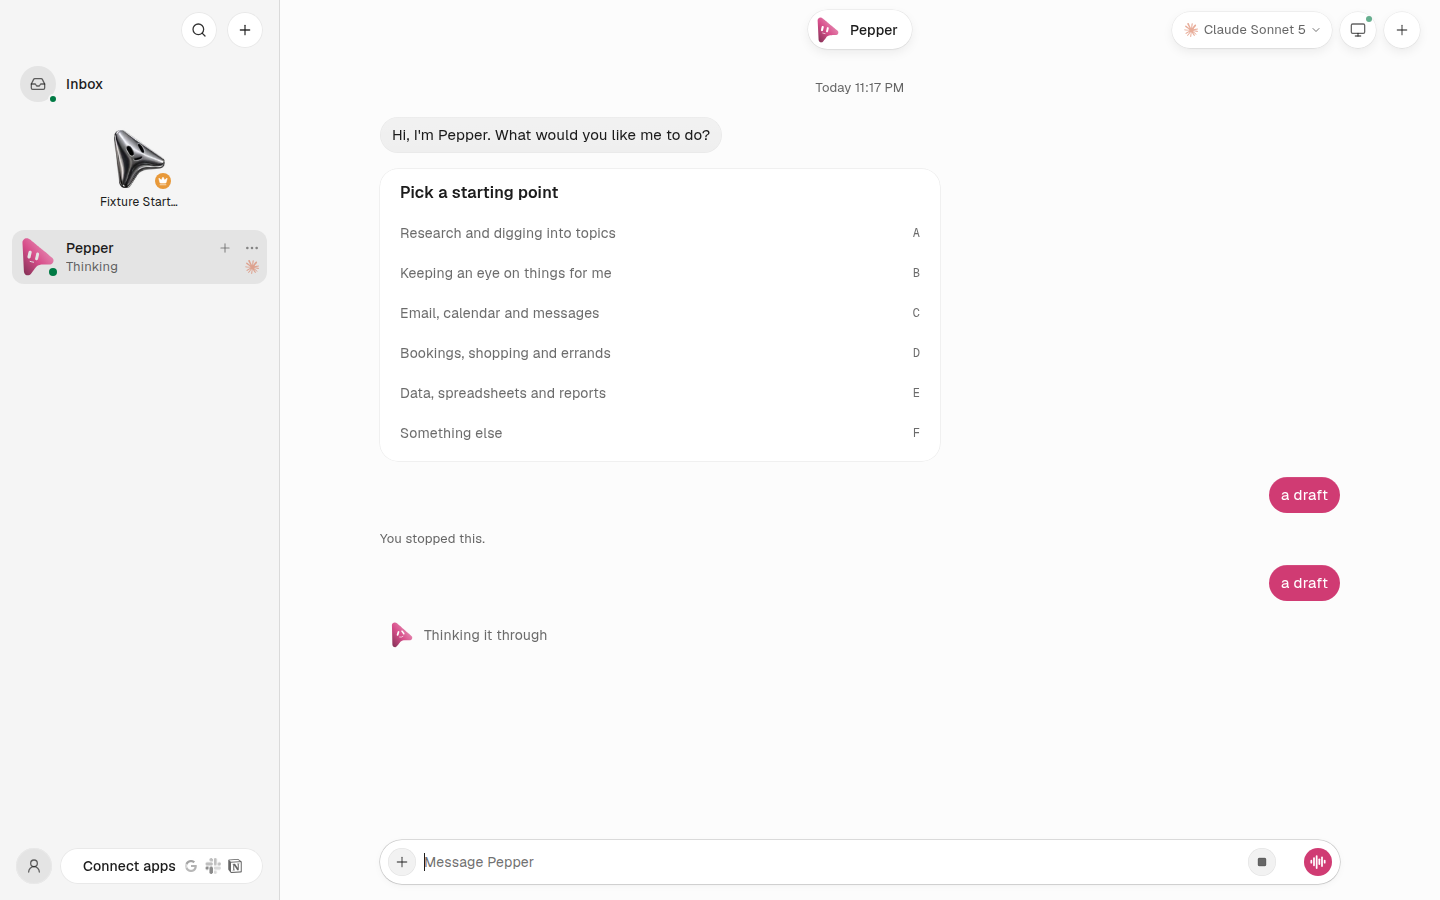 Inbox
Fixture Start...
Pepper
Thinking
Connect apps
Pepper
Claude Sonnet 5
Today 11:17 PM
Hi, I'm Pepper. What would you like me to do?
Pick a starting point
Research and digging into topics A
Keeping an eye on things for me B
Email, calendar and messages C
Bookings, shopping and errands D
Data, spreadsheets and reports E
Something else F
a draft
You stopped this.
a draft
Thinking it through
Message Pepper